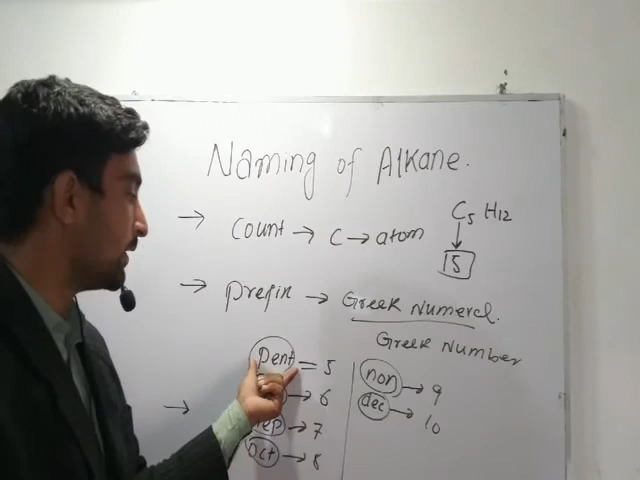 Naming of Alkane.
→ Count → C → atom
C5 H12
↓
5
→ Prefix → Greek Numerel.
Greek Number
Pent = 5
→ 6
hep → 7
→ oct → 8
non → 9
dec → 10